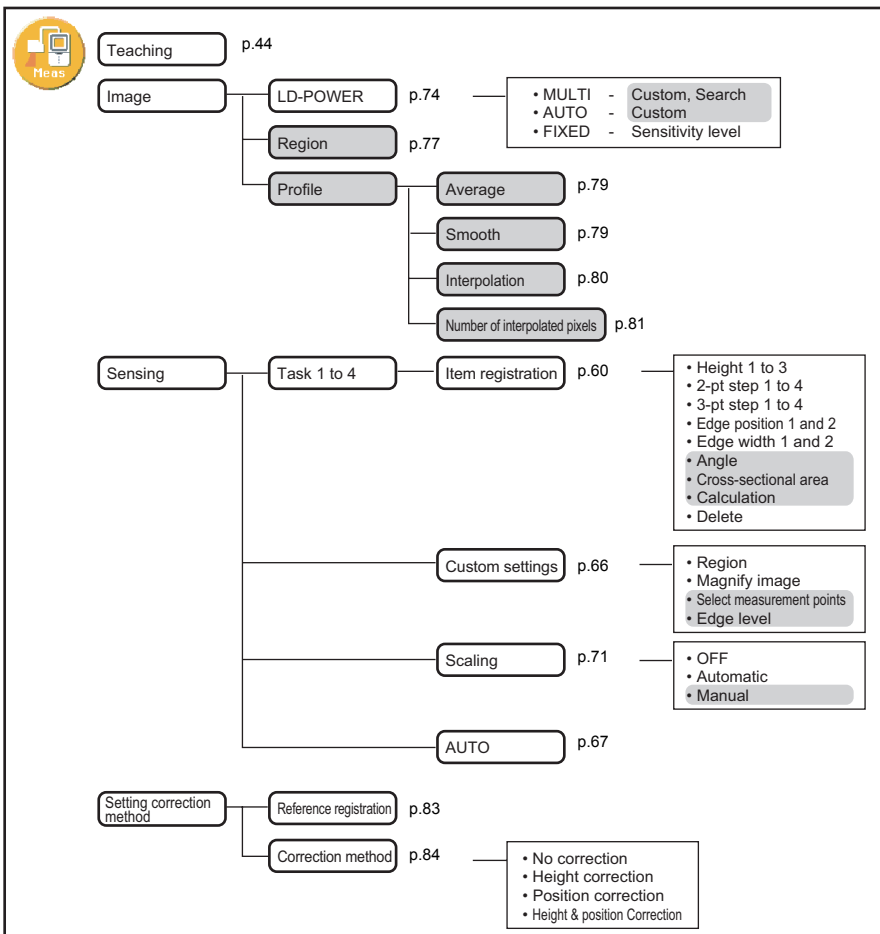 Meas
Teaching p.44
Image LD-POWER p.74
• MULTI - Custom, Search
• AUTO - Custom
• FIXED - Sensitivity level
Region p.77
Profile Average p.79
Smooth p.79
Interpolation p.80
Number of interpolated pixels p.81
Sensing Task 1 to 4 Item registration p.60
• Height 1 to 3
• 2-pt step 1 to 4
• 3-pt step 1 to 4
• Edge position 1 and 2
• Edge width 1 and 2
• Angle
• Cross-sectional area
• Calculation
• Delete
Custom settings p.66
• Region
• Magnify image
• Select measurement points
• Edge level
Scaling p.71
• OFF
• Automatic
• Manual
AUTO p.67
Setting correction
method
Reference registration p.83
Correction method p.84
• No correction
• Height correction
• Position correction
• Height & position Correction